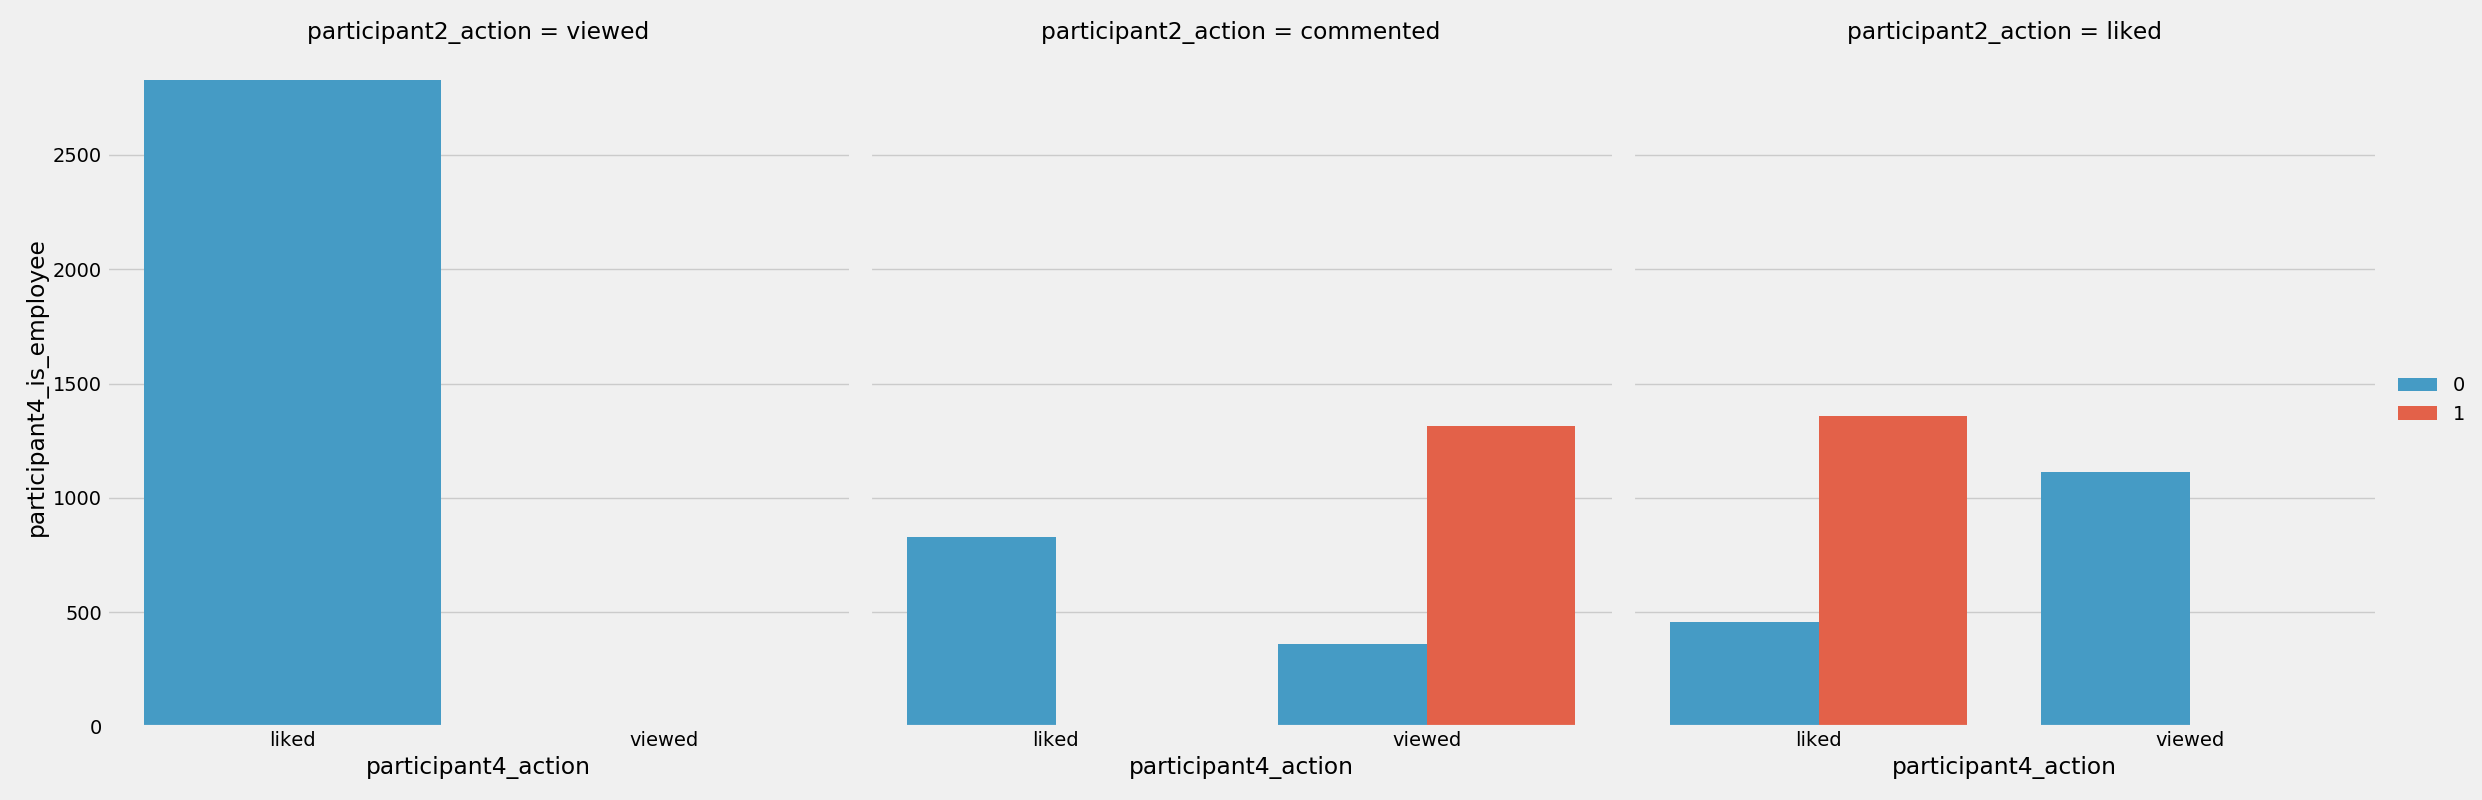 participant2_action = viewed
participant2_action = commented
participant2_action = liked
participant4_is_employee
2500
2000
1500
1000
500
0
liked
viewed
liked
viewed
liked
viewed
participant4_action
participant4_action
participant4_action
0
1